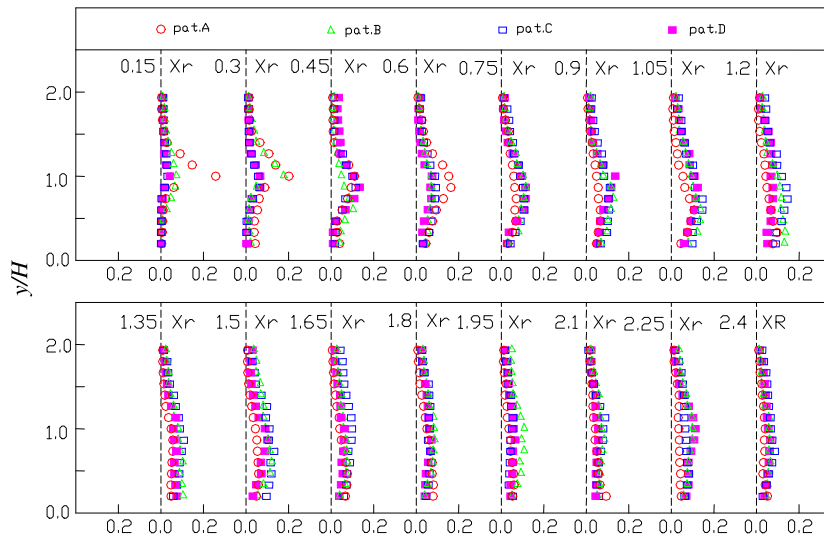 pat.A pat.B pat.C pat.D
0.15 Xr 0.3 Xr 0.45 Xr 0.6 Xr 0.75 Xr 0.9 Xr 1.05 Xr 1.2 Xr
2.0
1.0
0.0
0.2 0.0 0.2 0.0 0.2 0.0 0.2 0.0 0.2 0.0 0.2 0.0 0.2 0.0 0.2 0.0 0.2
y/H
1.35 Xr 1.5 Xr 1.65 Xr 1.8 Xr 1.95 Xr 2.1 Xr 2.25 Xr 2.4 XR
2.0
1.0
0.0
0.2 0.0 0.2 0.0 0.2 0.0 0.2 0.0 0.2 0.0 0.2 0.0 0.2 0.0 0.2 0.0 0.2